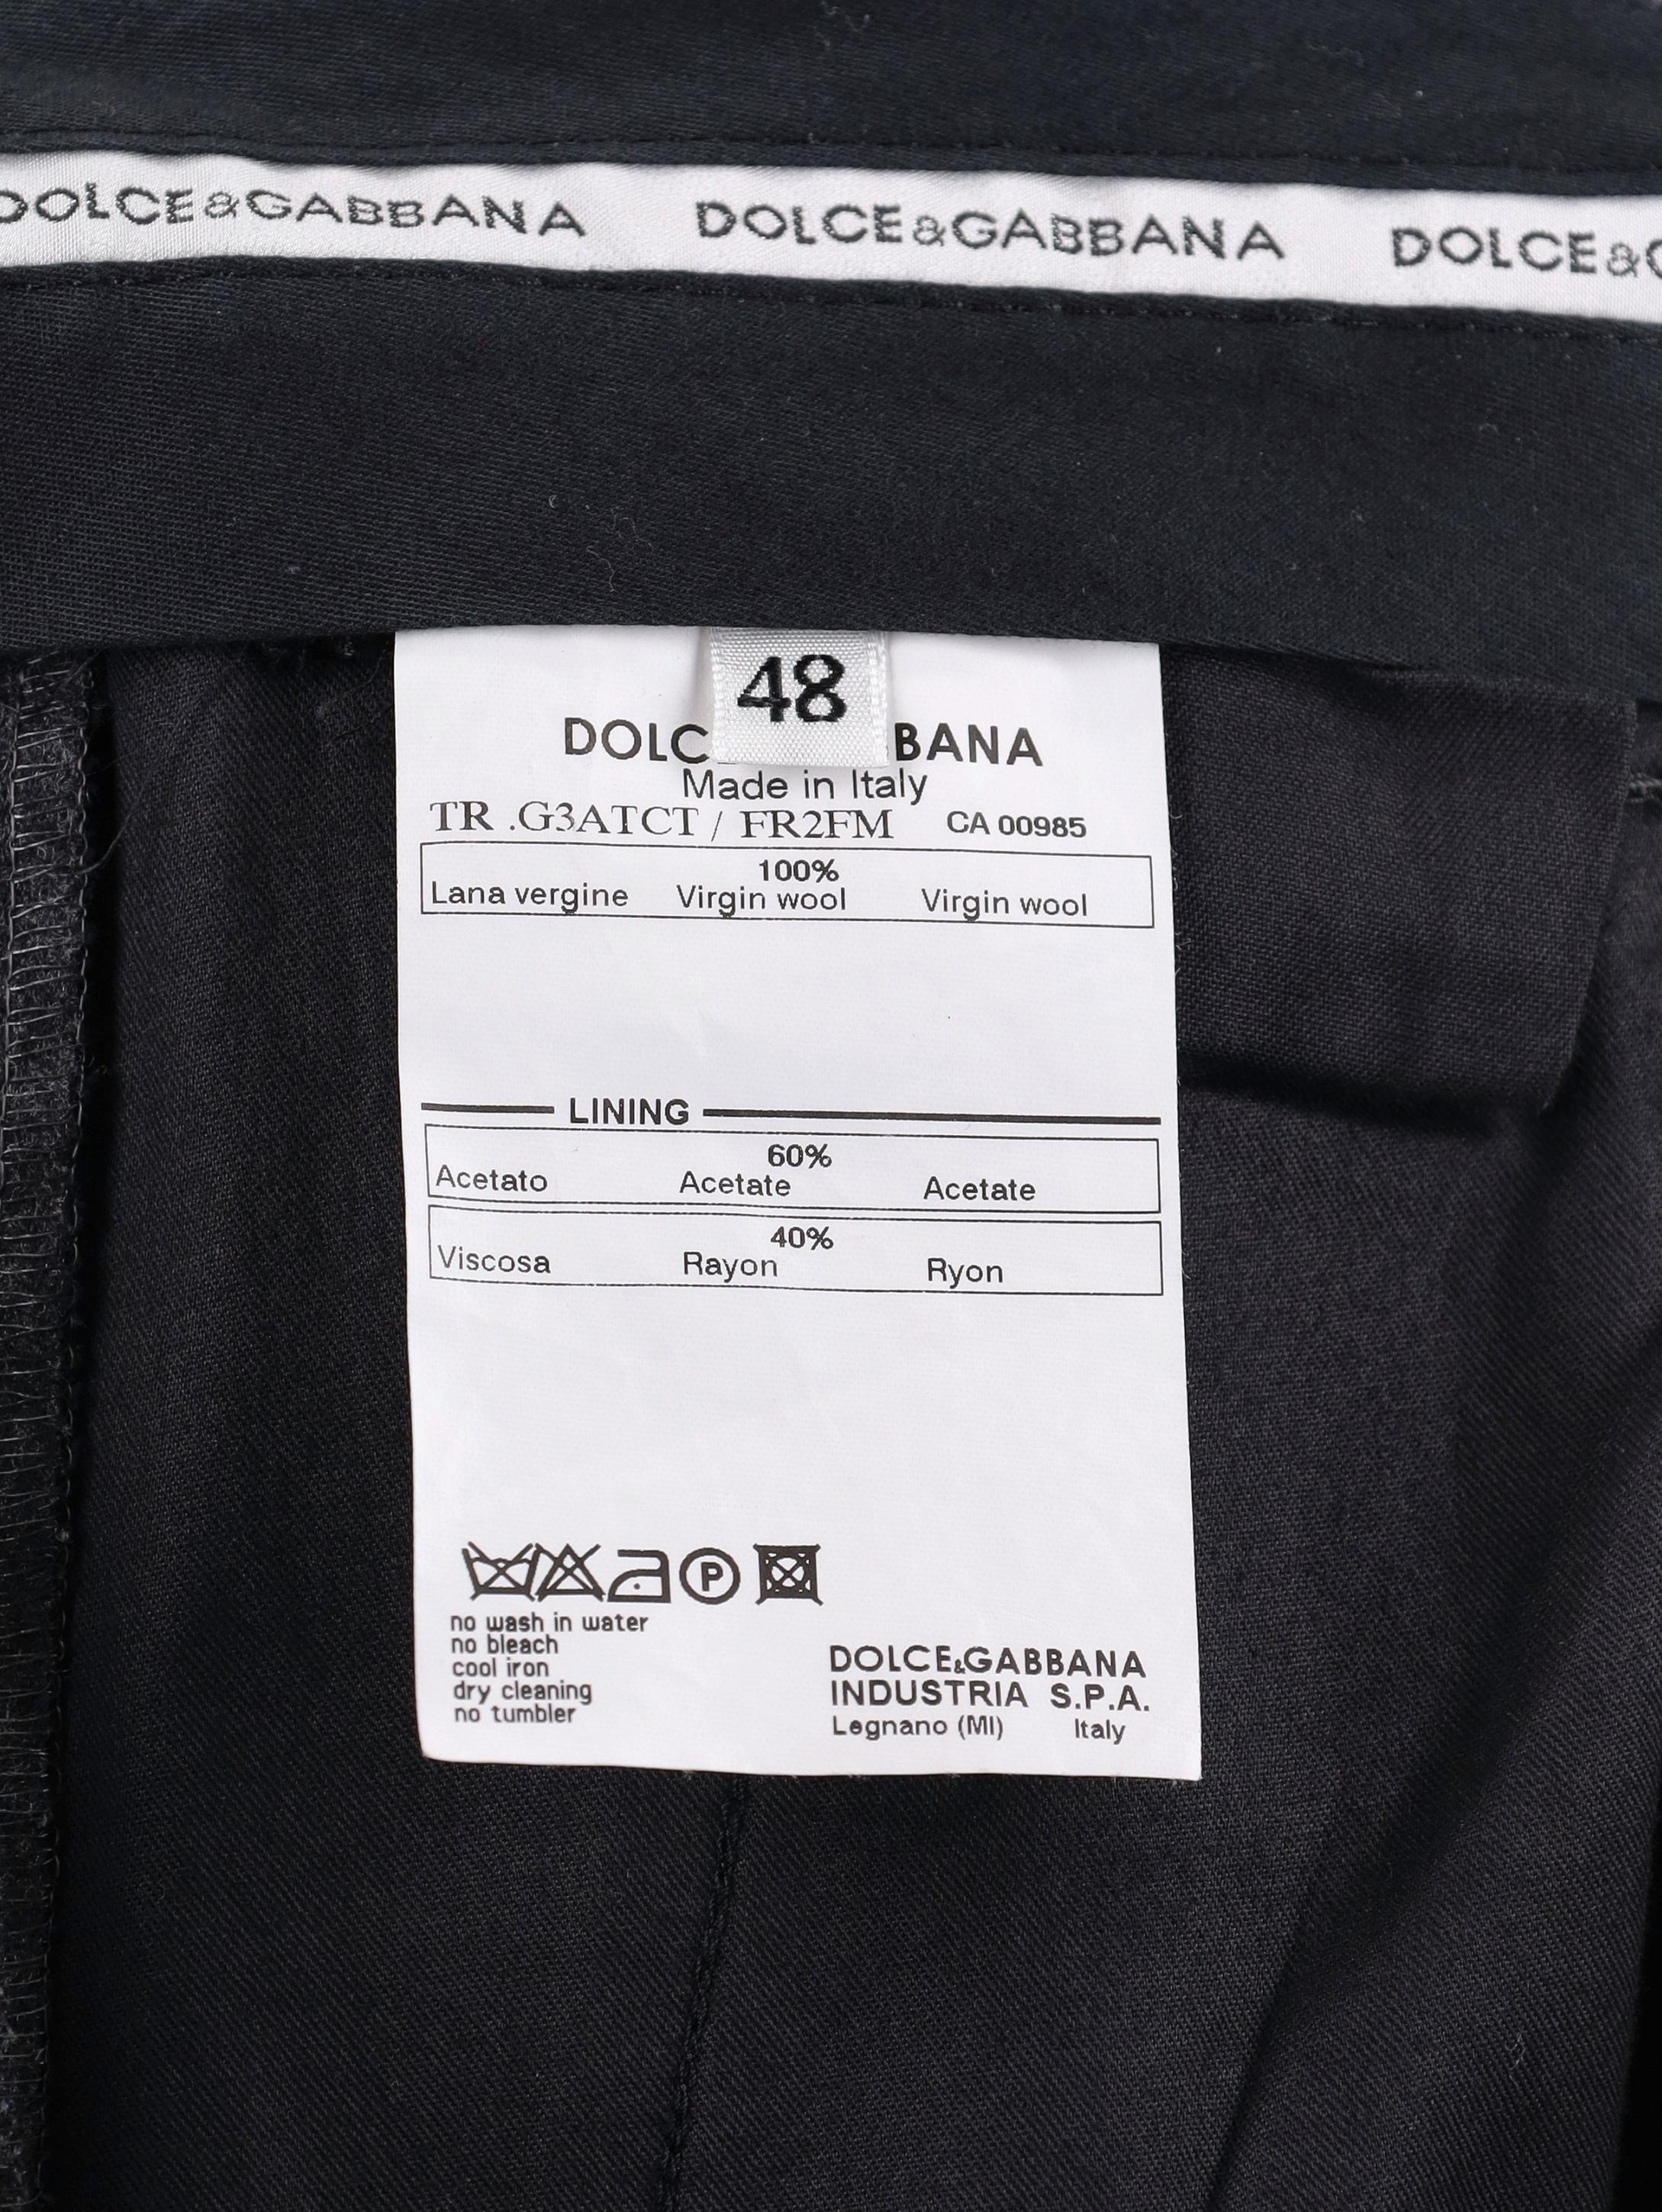 DOLCE&GABBANA DOLCE&GABBANA DOLCE&G
48
DOLC BANA
Made in Italy
TR .G3ATCT / FR2FM CA 00985
100%
Lana vergine Virgin wool Virgin wool
LINING
60%
Acetato Acetate Acetate
40%
Viscosa Rayon Ryon
P
no wash in water
no bleach
cool iron
dry cleaning
no tumbler
DOLCE&GABBANA
INDUSTRIA S.P.A.
Legnano (MI) Italy